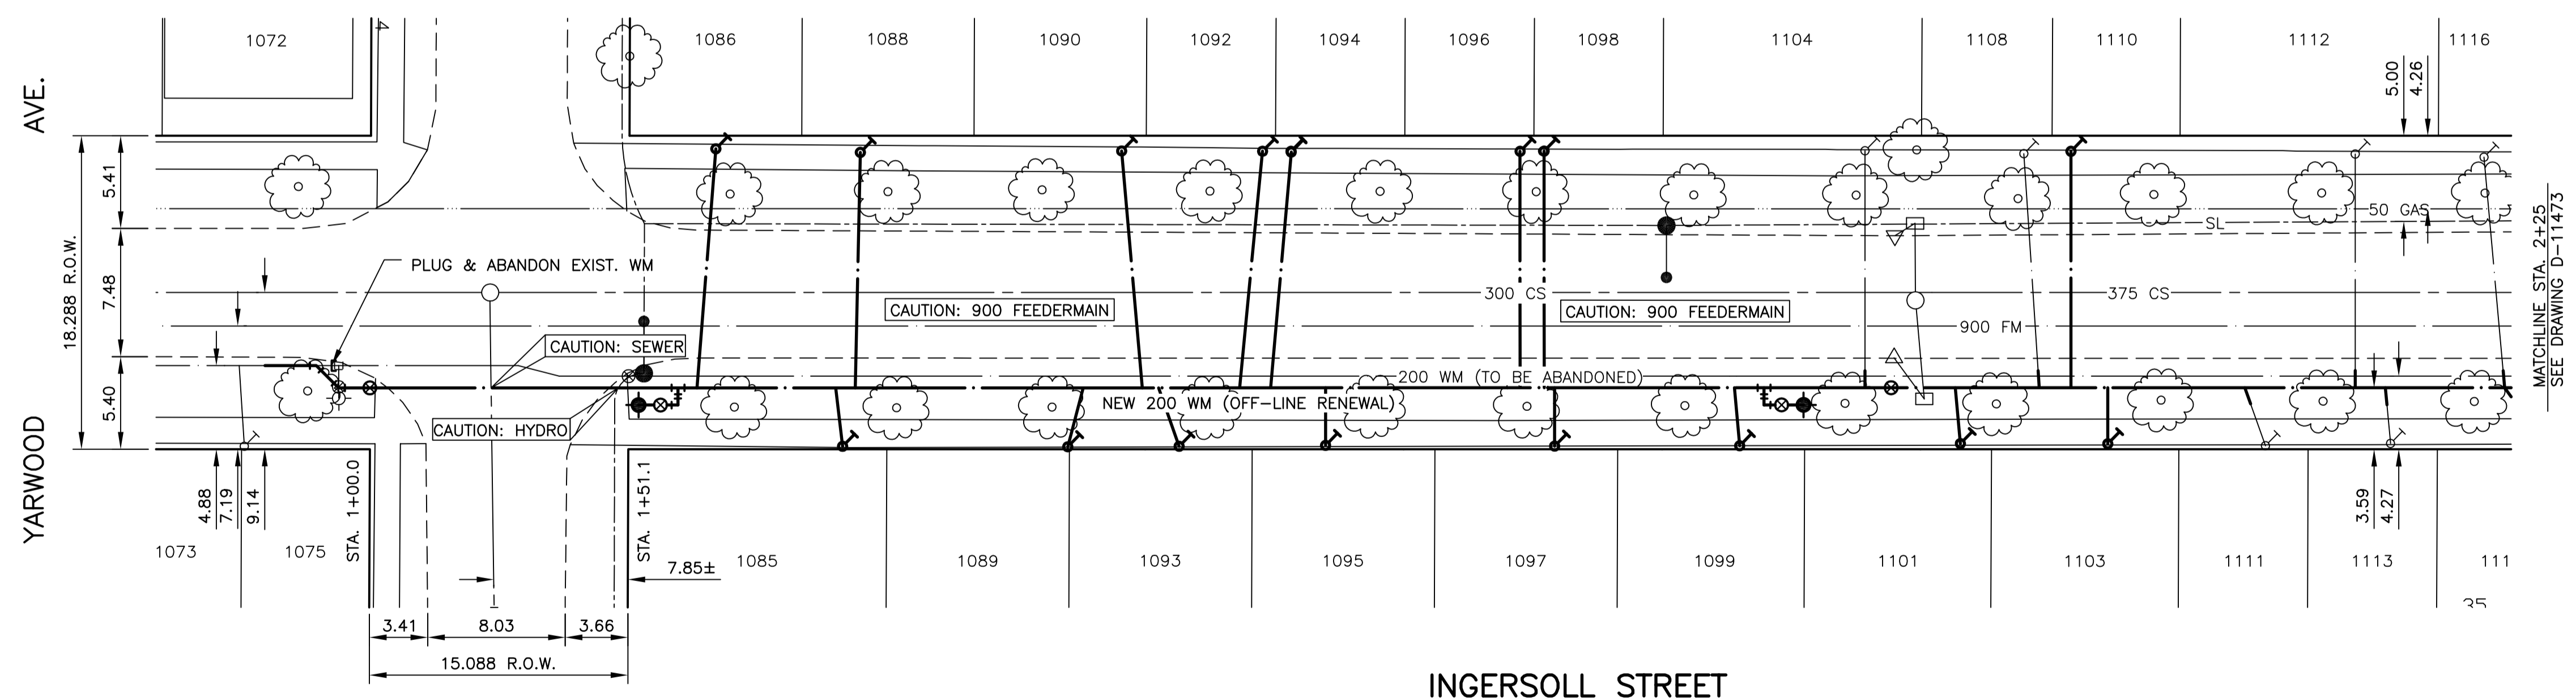 1072
1086
1088
1090
1092
1094
1096
1098
1104
1108
1110
1112
1116
AVE.
YARWOOD
18.288 R.O.W.
5.41
7.48
5.40
5.00
4.26
PLUG & ABANDON EXIST. WM
CAUTION: 900 FEEDERMAIN
CAUTION: 900 FEEDERMAIN
300 CS
375 CS
50 GAS
SL
900 FM
CAUTION: SEWER
CAUTION: HYDRO
200 WM (TO BE ABANDONED)
NEW 200 WM (OFF-LINE RENEWAL)
MATCHLINE STA. 2+25
SEE DRAWING D-11473
4.88
7.19
9.14
STA. 1+00.0
STA. 1+51.1
3.59
4.27
1073
1075
1085
1089
1093
1095
1097
1099
1101
1103
1111
1113
111
7.85±
3.41
8.03
3.66
15.088 R.O.W.
INGERSOLL STREET